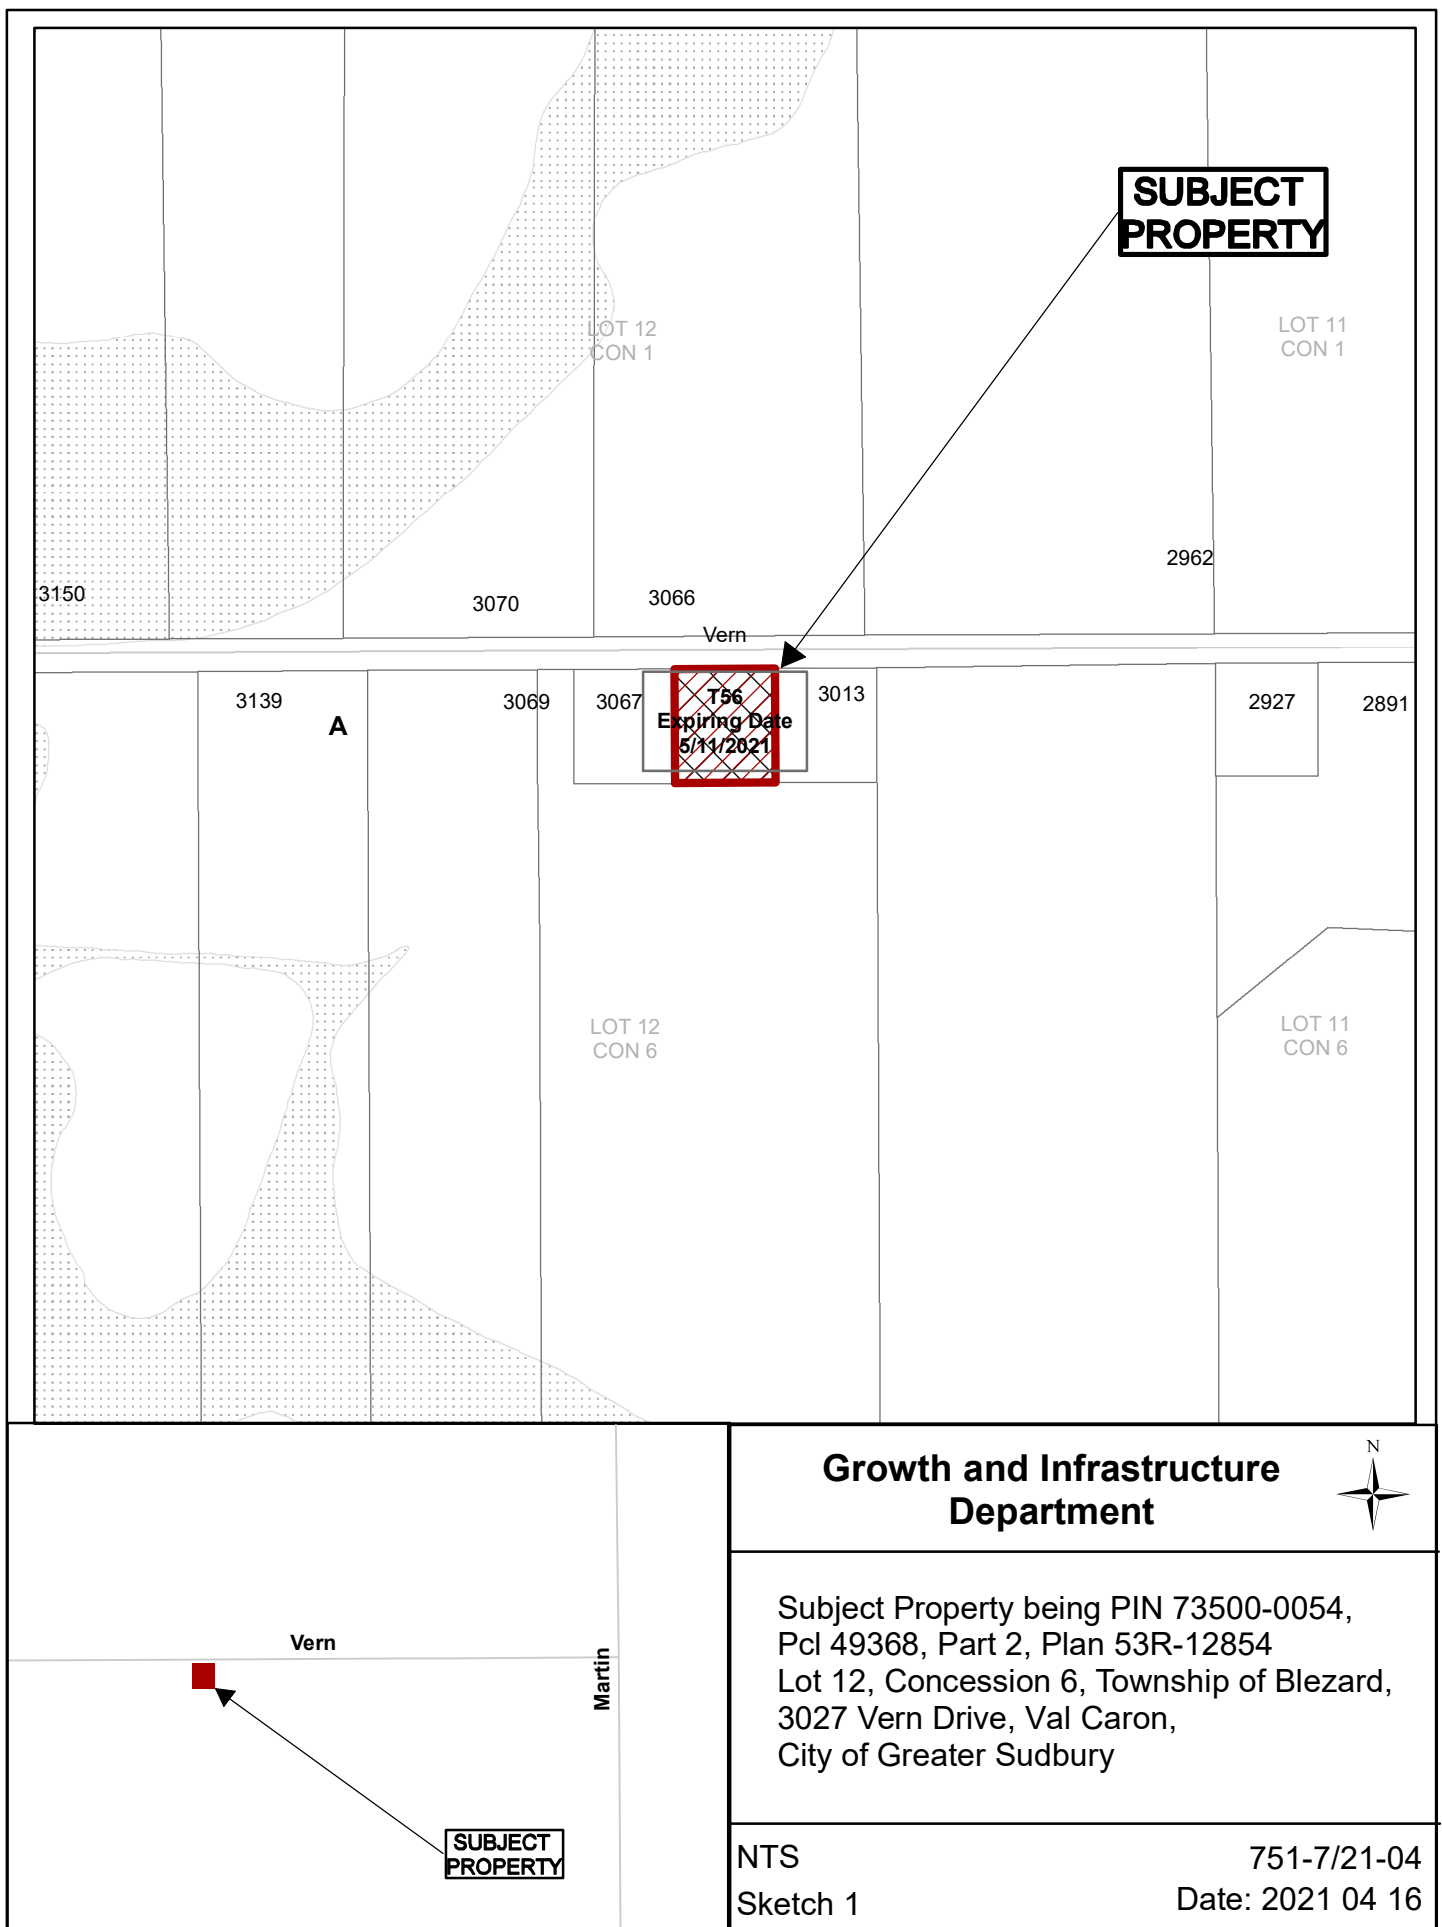 SUBJECT
PROPERTY
LOT 12
CON 1
LOT 11
CON 1
2962
3150
3070
3066
Vern
3139
A
3069
3067
T56
Expiring Date
5/11/2021
3013
2927
2891
LOT 12
CON 6
LOT 11
CON 6
Vern
Martin
SUBJECT
PROPERTY
Growth and Infrastructure
Department
N
Subject Property being PIN 73500-0054,
Pcl 49368, Part 2, Plan 53R-12854
Lot 12, Concession 6, Township of Blezard,
3027 Vern Drive, Val Caron,
City of Greater Sudbury
NTS
751-7/21-04
Sketch 1
Date: 2021 04 16